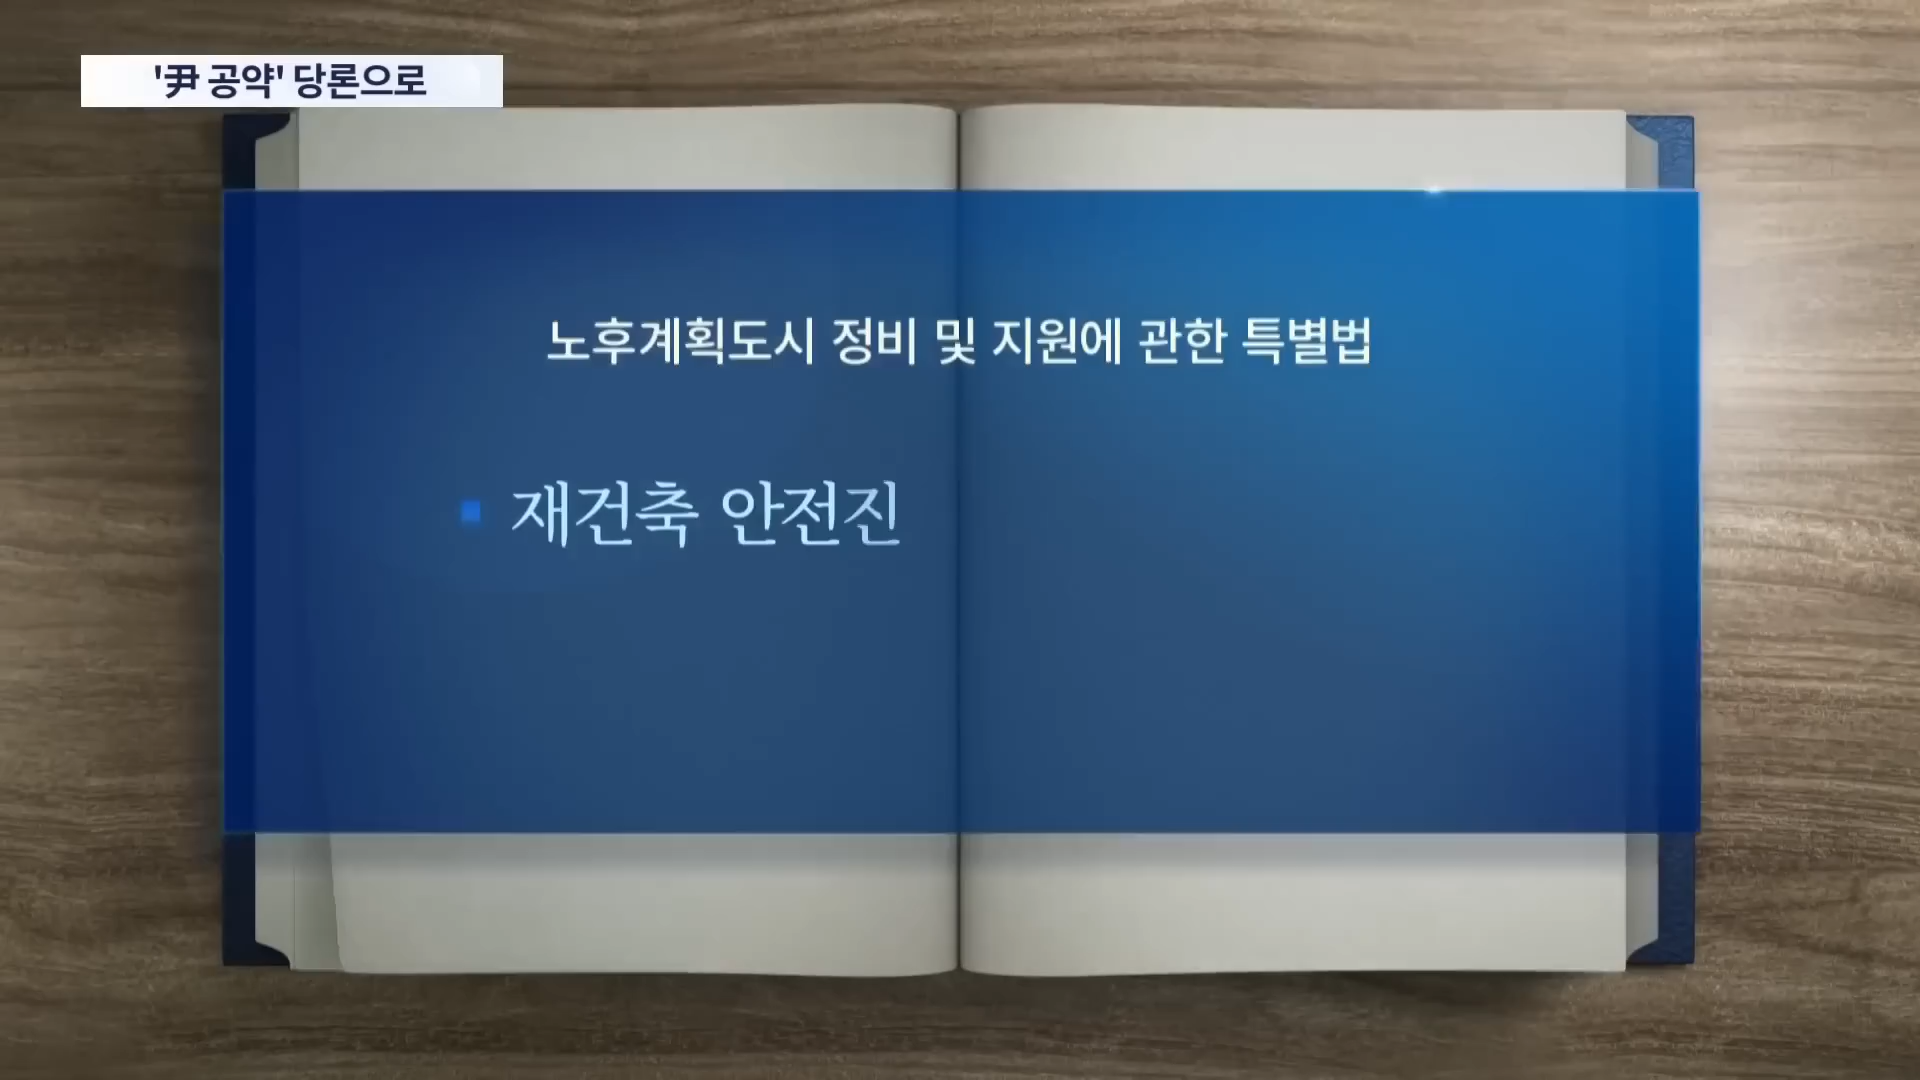 '尹 공약' 당론으로
노후계획도시 정비 및 지원에 관한 특별법
▪ 재건축 안전진